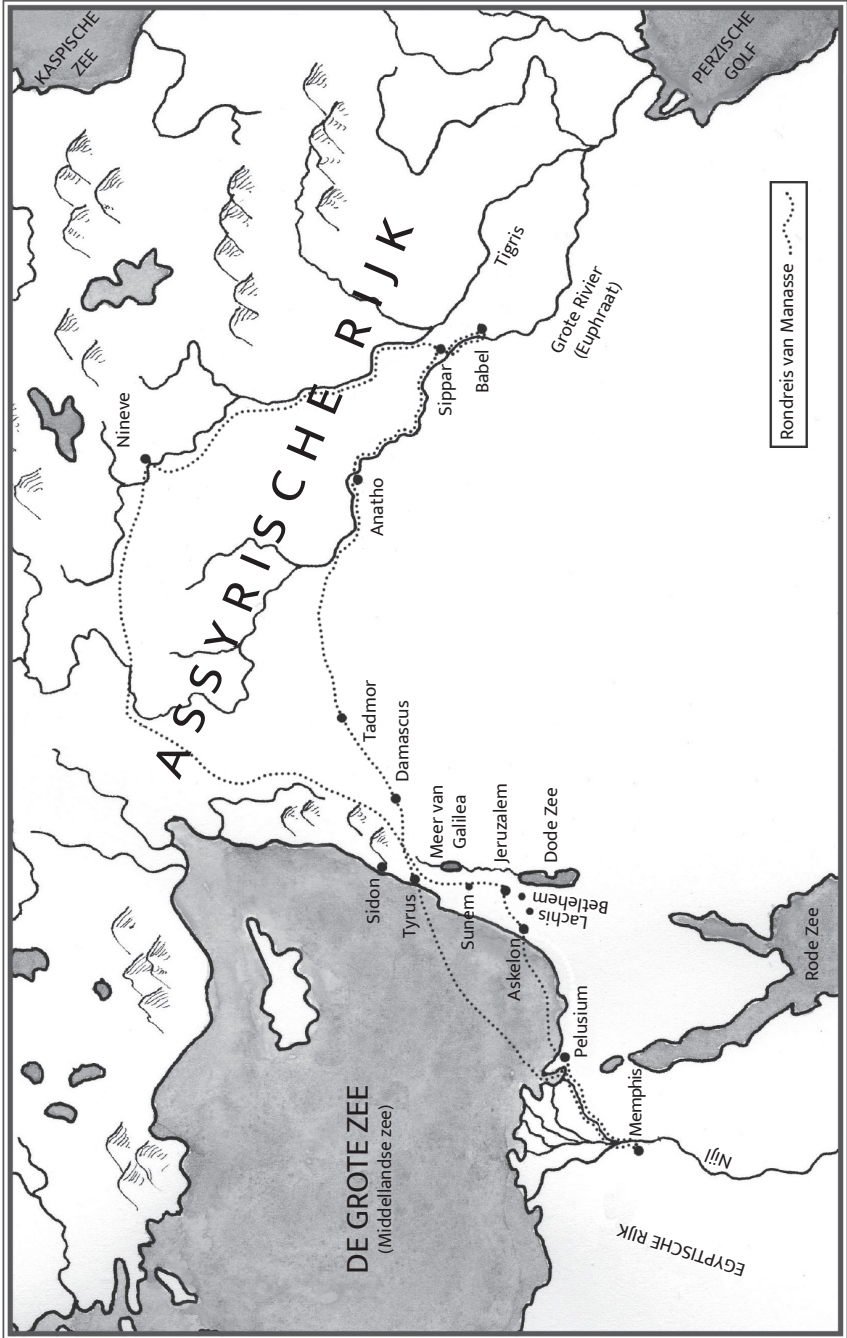 KASPISCHE
ZEE
PERZISCHE
GOLF
ASSYRISCHE RIJK
Nineve
Tigris
Grote Rivier
(Euphraat)
Sippar
Babel
Anatho
Tadmor
Damascus
Sidon
Tyrus
Meer van
Galilea
Sunem
Jeruzalem
Dode Zee
Betlehem
Lachis
Askelon
Pelusium
Memphis
Nijl
Rode Zee
DE GROTE ZEE
(Middellandse zee)
EGYPTISCHE RIJK
Rondreis van Manasse